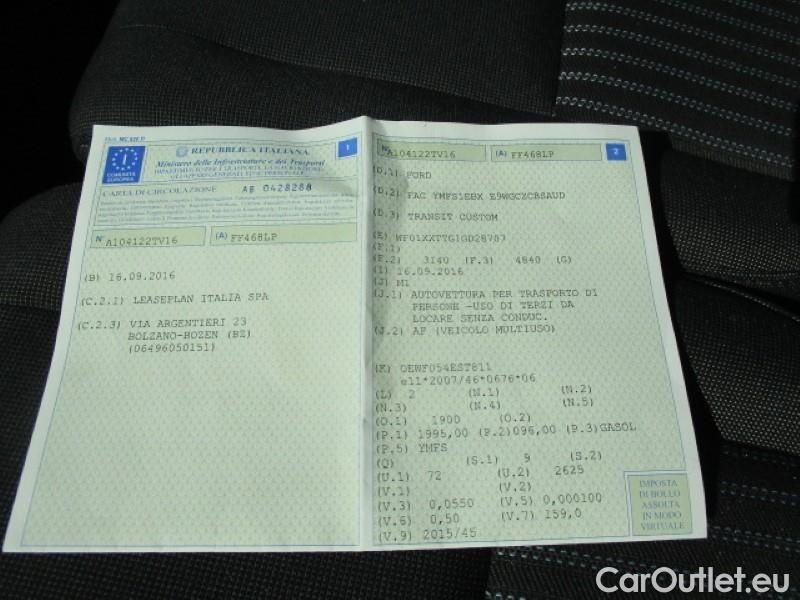 Mod. MC 820 D
REPUBBLICA ITALIANA
1
Ministero delle Infrastrutture e dei Trasporti
I
COMUNITÀ
EUROPEA
CARTA DI CIRCOLAZIONE AB 0428288
N° A104122TV16 (A) FF468LP
(B) 16.09.2016
(C.2.1) LEASEPLAN ITALIA SPA
(C.2.3) VIA ARGENTIERI 23
BOLZANO-BOZEN (BZ)
(06496050151)
N° A104122TV16 (A) FF468LP 2
(D.1) FORD
(D.2) FAC YMFS1EBX E9WGCZCBSAUD
(D.3) TRANSIT CUSTOM
(E) WF01XXTTG1GD28707
(F.1)
(F.2) 3140 (F.3) 4840 (G)
(I) 16.09.2016
(J) M1
(J.1) AUTOVETTURA PER TRASPORTO DI
PERSONE -USO DI TERZI DA
LOCARE SENZA CONDUC.
(J.2) AF (VEICOLO MULTIUSO)
(K) OEWF054EST811
e11*2007/46*0676*06
(L) 2 (N.1) (N.2)
(N.3) (N.4) (N.5)
(O.1) 1900 (O.2)
(P.1) 1995,00 (P.2)096,00 (P.3)GASOL
(P.5) YMFS
(Q) (S.1) 9 (S.2)
(U.1) 72 (U.2) 2625
(V.1) (V.2)
(V.3) 0,0550 (V.5) 0,000100
(V.6) 0,50 (V.7) 159,0
(V.9) 2015/45
IMPOSTA
DI BOLLO
ASSOLTA
IN MODO
VIRTUALE
CarOutlet.eu